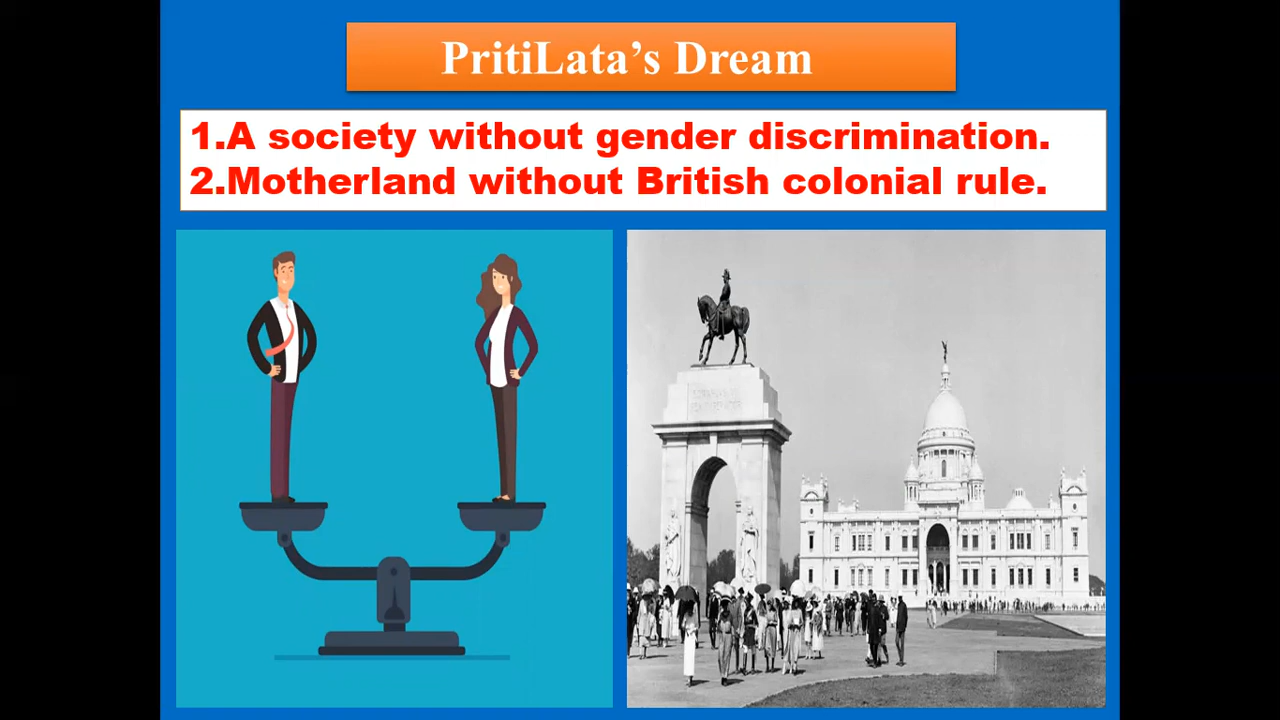 PritiLata’s Dream
1.A society without gender discrimination.
2.Motherland without British colonial rule.